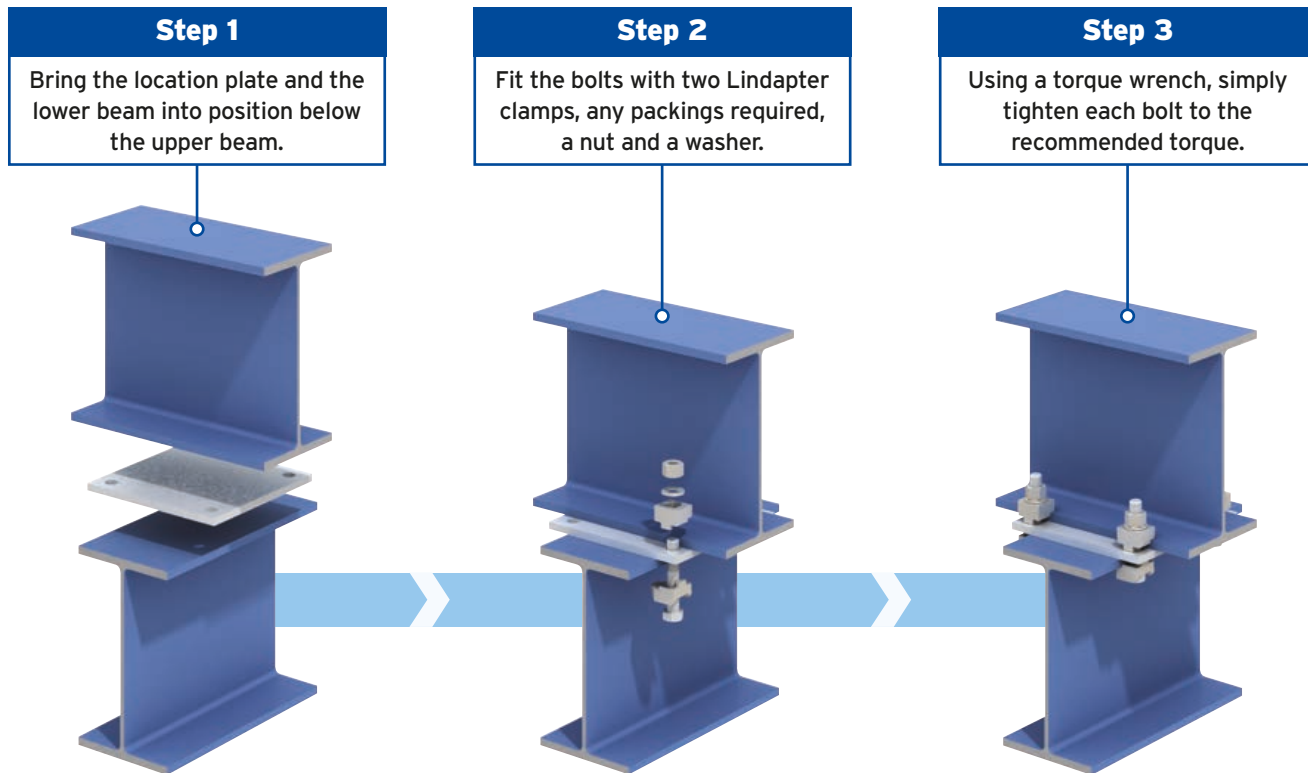 Step 1
Bring the location plate and the
lower beam into position below
the upper beam.
Step 2
Fit the bolts with two Lindapter
clamps, any packings required,
a nut and a washer.
Step 3
Using a torque wrench, simply
tighten each bolt to the
recommended torque.